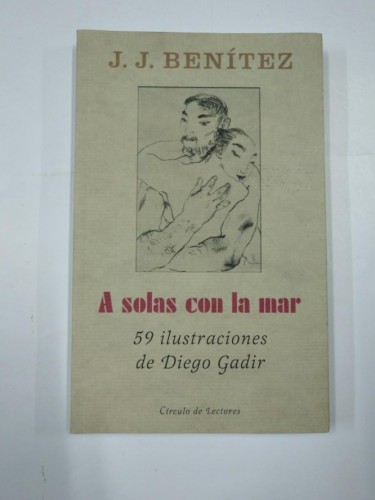 J. J. BENÍTEZ
A solas con la mar
59 ilustraciones
de Diego Gadir
Círculo de Lectores